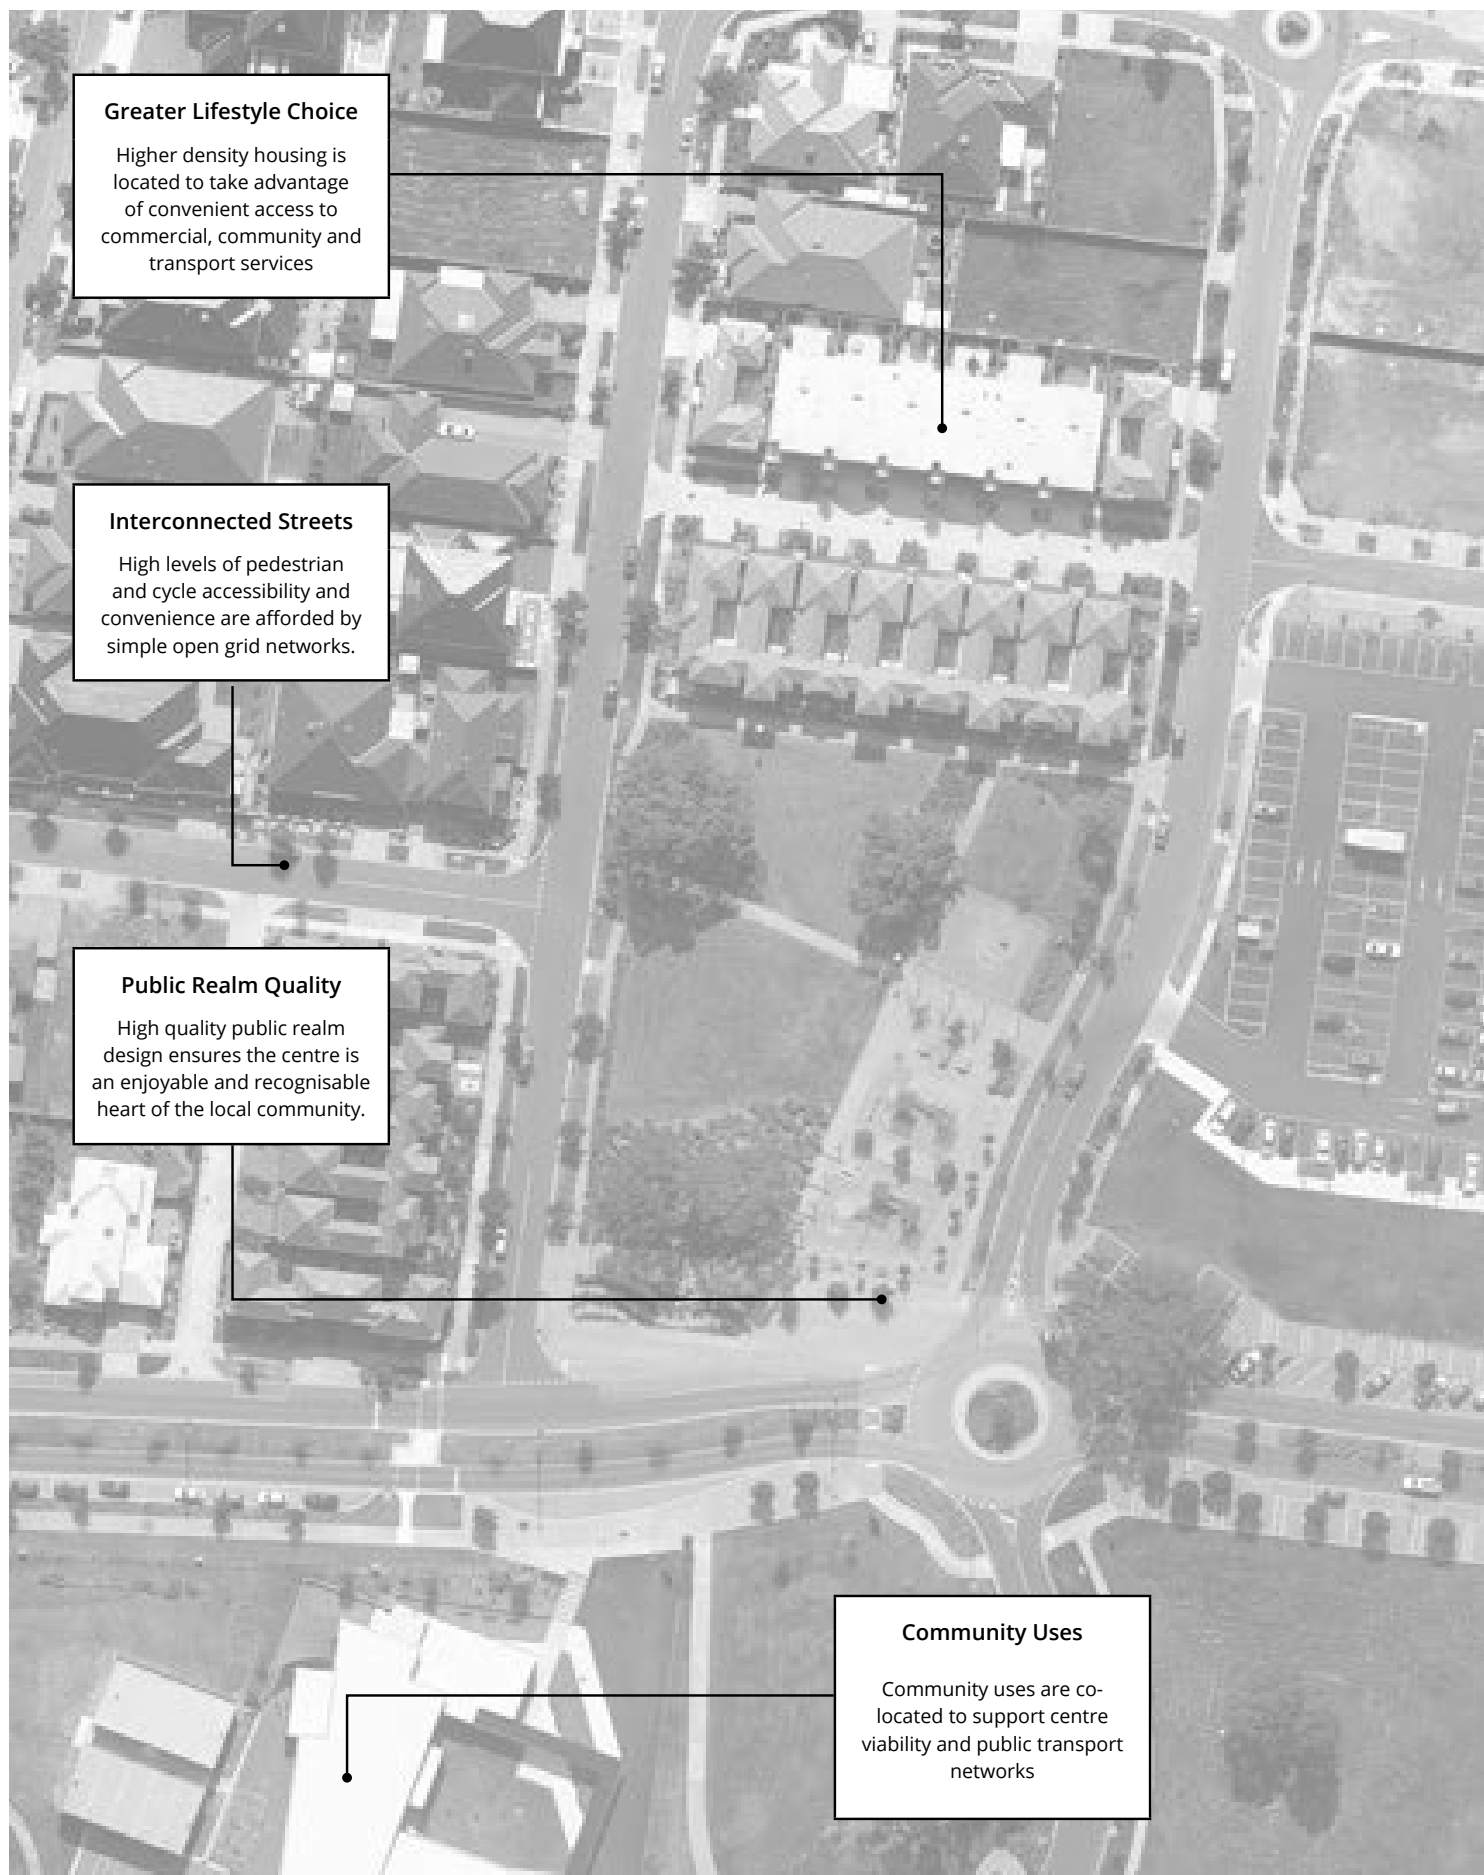 Greater Lifestyle Choice
Higher density housing is
located to take advantage
of convenient access to
commercial, community and
transport services
Interconnected Streets
High levels of pedestrian
and cycle accessibility and
convenience are afforded by
simple open grid networks.
Public Realm Quality
High quality public realm
design ensures the centre is
an enjoyable and recognisable
heart of the local community.
Community Uses
Community uses are co-
located to support centre
viability and public transport
networks